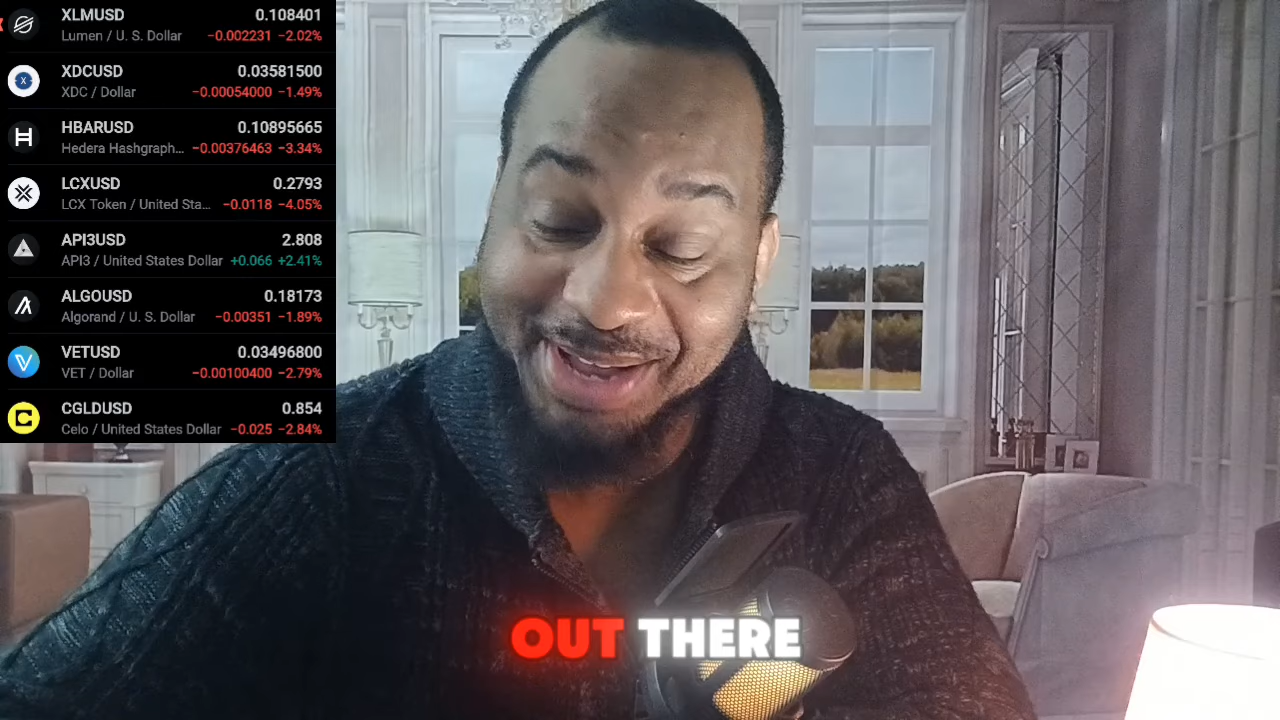 XLMUSD 0.108401
Lumen / U. S. Dollar −0.002231 −2.02%
XDCUSD 0.03581500
XDC / Dollar −0.00054000 −1.49%
HBARUSD 0.10895665
Hedera Hashgraph... −0.00376463 −3.34%
LCXUSD 0.2793
LCX Token / United Sta... −0.0118 −4.05%
API3USD 2.808
API3 / United States Dollar +0.066 +2.41%
ALGOUSD 0.18173
Algorand / U. S. Dollar −0.00351 −1.89%
VETUSD 0.03496800
VET / Dollar −0.00100400 −2.79%
CGLDUSD 0.854
Celo / United States Dollar −0.025 −2.84%
OUT THERE